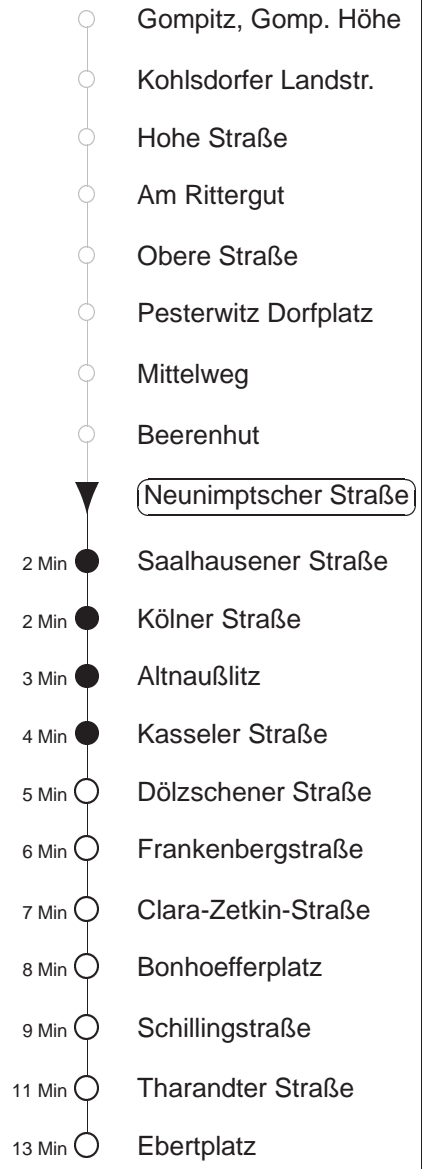 Gompitz, Gomp. Höhe
Kohlsdorfer Landstr.
Hohe Straße
Am Rittergut
Obere Straße
Pesterwitz Dorfplatz
Mittelweg
Beerenhut
Neunimptscher Straße
2 Min Saalhausener Straße
2 Min Kölner Straße
3 Min Altnaußlitz
4 Min Kasseler Straße
5 Min Dölzschener Straße
6 Min Frankenbergstraße
7 Min Clara-Zetkin-Straße
8 Min Bonhoefferplatz
9 Min Schillingstraße
11 Min Tharandter Straße
13 Min Ebertplatz